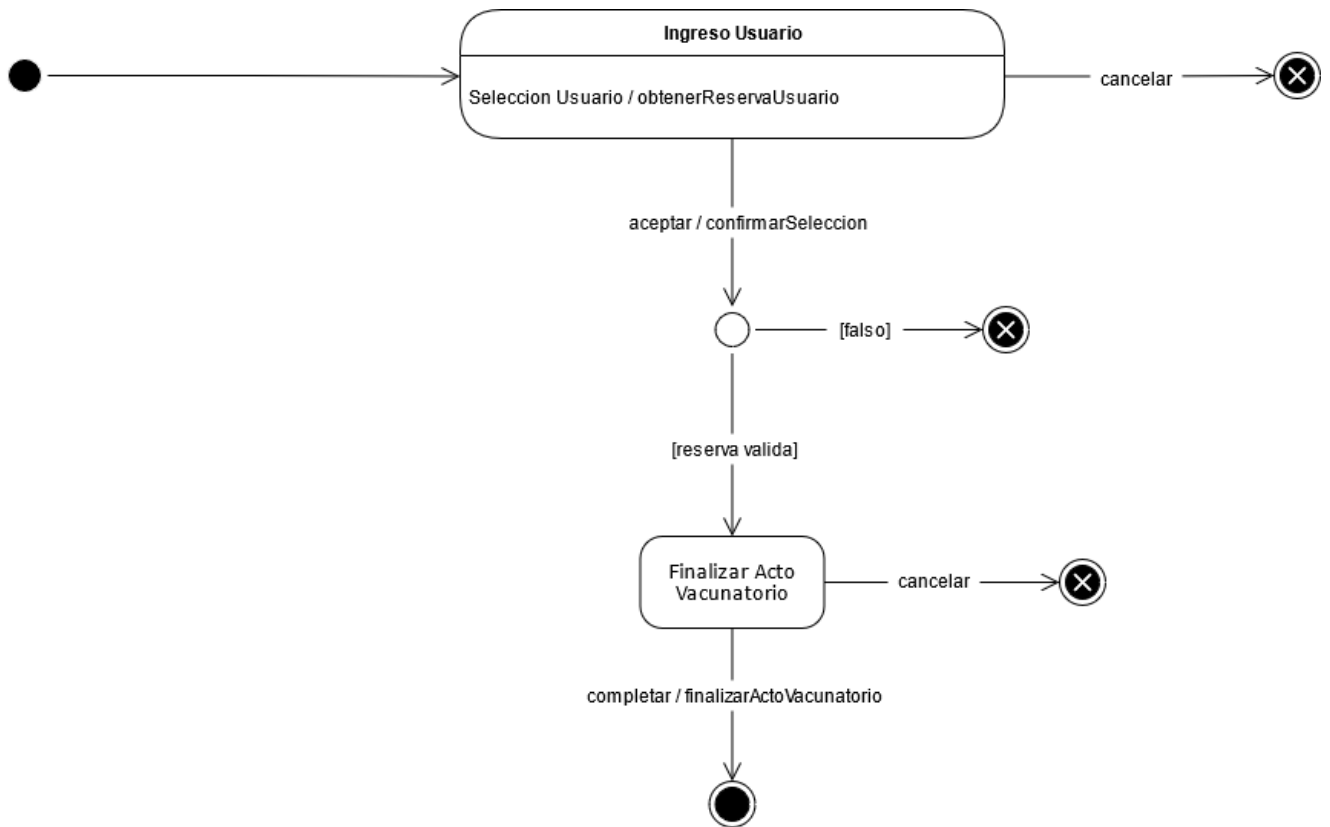 Ingreso Usuario
Seleccion Usuario / obtenerReservaUsuario
cancelar
aceptar / confirmarSeleccion
[falso]
[reserva valida]
Finalizar Acto
Vacunatorio
cancelar
completar / finalizarActoVacunatorio